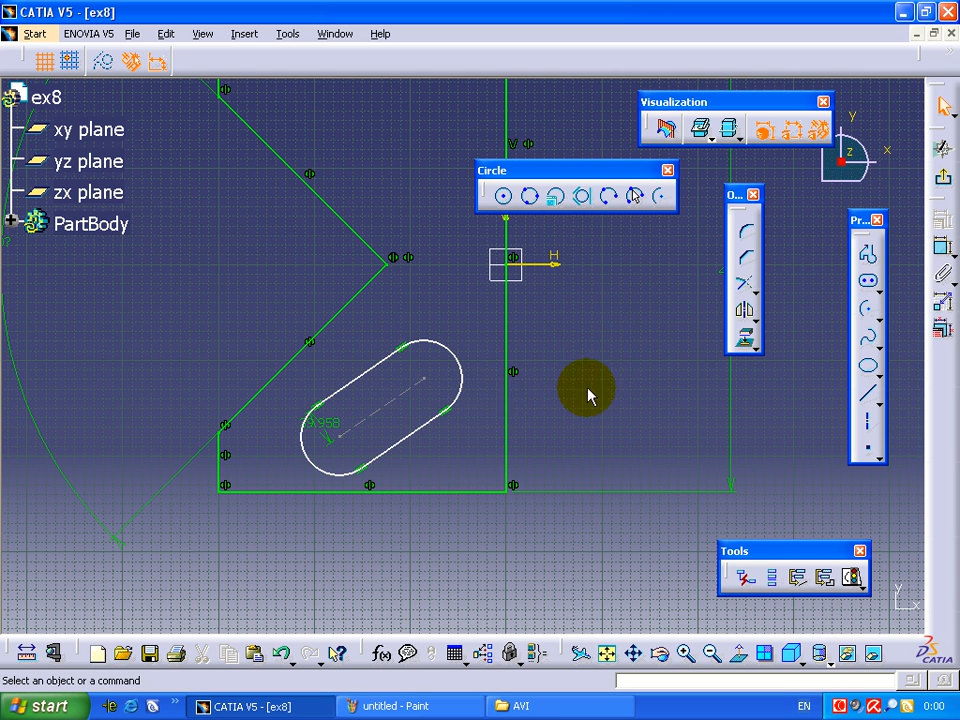 CATIA V5 - [ex8]
Start ENOVIA V5 File Edit View Insert Tools Window Help
ex8
xy plane
yz plane
zx plane
PartBody
Visualization
Circle
O...
Pr...
y
x
z
V
H
9.958
Tools
y
x
f(x)
CATIA
Select an object or a command
start
CATIA V5 - [ex8]
untitled - Paint
AVI
EN
0:00